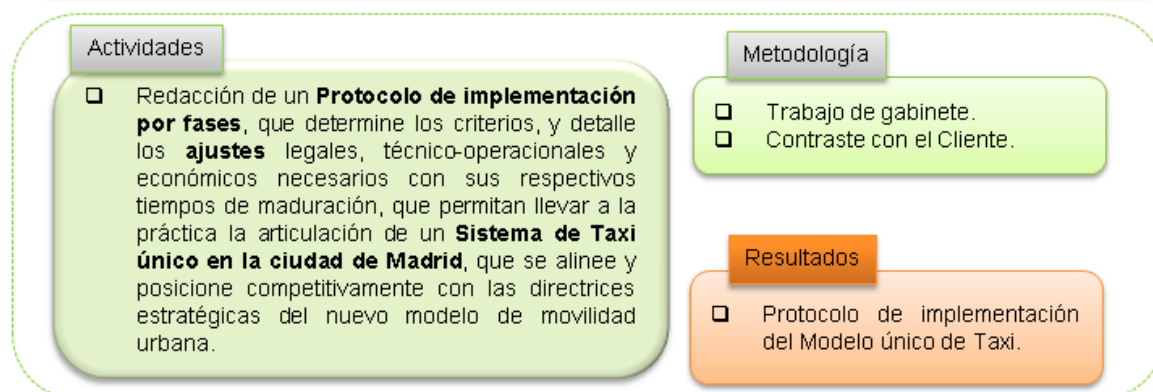 Actividades
❑ Redacción de un Protocolo de implementación
por fases, que determine los criterios, y detalle
los ajustes legales, técnico-operacionales y
económicos necesarios con sus respectivos
tiempos de maduración, que permitan llevar a la
práctica la articulación de un Sistema de Taxi
único en la ciudad de Madrid, que se alinee y
posicione competitivamente con las directrices
estratégicas del nuevo modelo de movilidad
urbana.
Metodología
❑ Trabajo de gabinete.
❑ Contraste con el Cliente.
Resultados
❑ Protocolo de implementación
del Modelo único de Taxi.